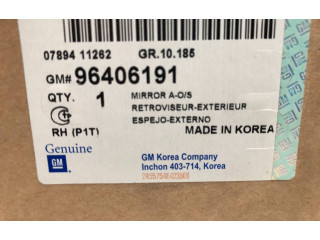 07894 11262 GR.10.185
GM# 96406191
QTY. 1 MIRROR A-O/S
RETROVISEUR-EXTERIEUR
ESPEJO-EXTERNO
RH (P1T) MADE IN KOREA
Genuine
GM
GM Korea Company
Inchon 403-714, Korea